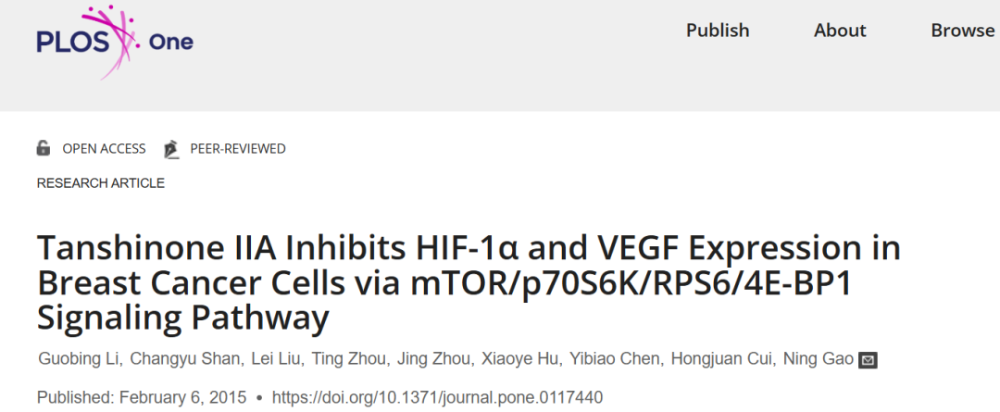 PLOS One
Publish About Browse
OPEN ACCESS PEER-REVIEWED
RESEARCH ARTICLE
Tanshinone IIA Inhibits HIF-1α and VEGF Expression in
Breast Cancer Cells via mTOR/p70S6K/RPS6/4E-BP1
Signaling Pathway
Guobing Li, Changyu Shan, Lei Liu, Ting Zhou, Jing Zhou, Xiaoye Hu, Yibiao Chen, Hongjuan Cui, Ning Gao
Published: February 6, 2015 • https://doi.org/10.1371/journal.pone.0117440